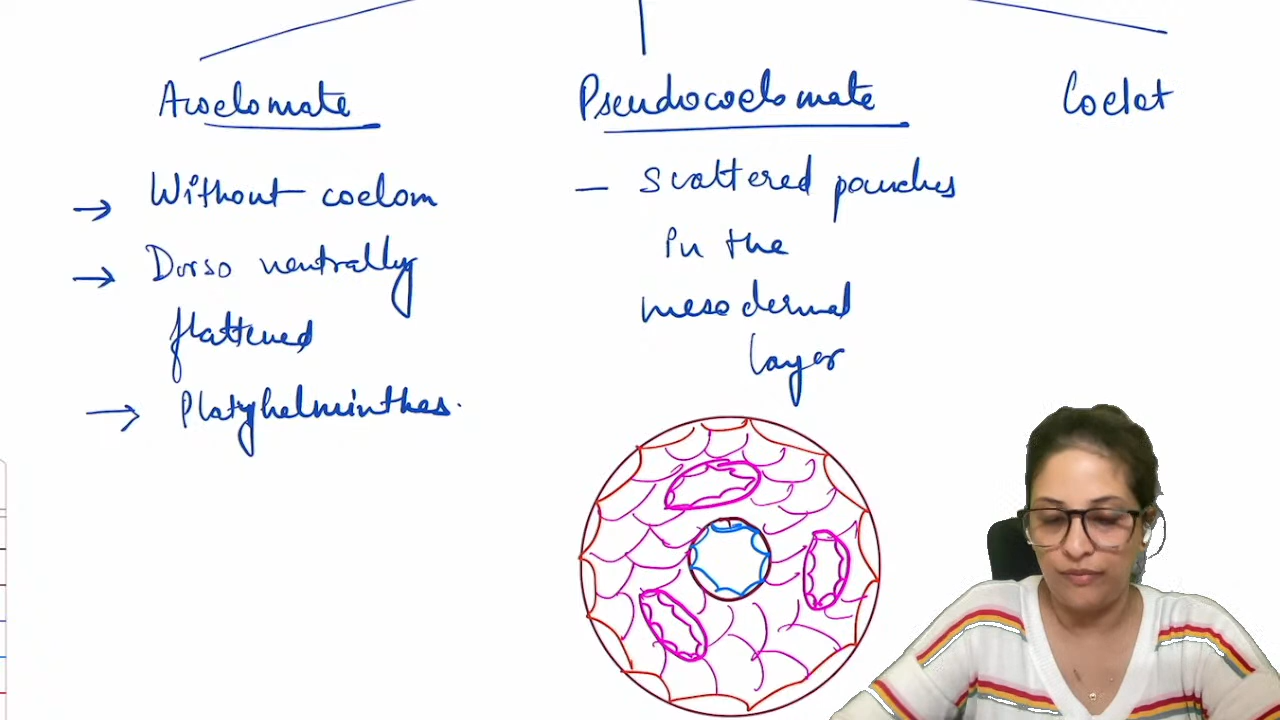 Acoelomate
Pseudocoelomate
Coelot
→ Without coelom
→ Dorso ventrally
flattened
→ Platyhelminthes.
– Scattered pouches
in the
mesodermal
layer